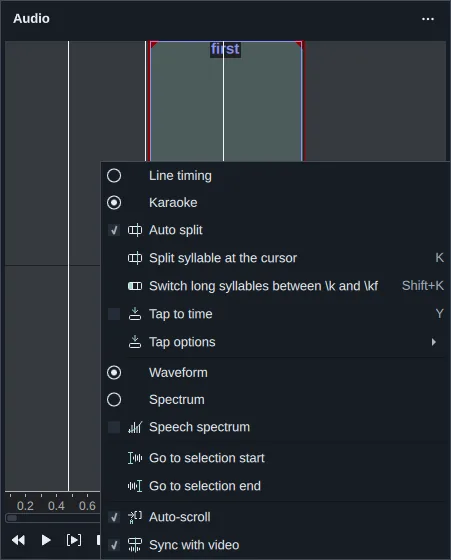 Audio
first
Line timing
Karaoke
Auto split
Split syllable at the cursor K
Switch long syllables between \k and \kf Shift+K
Tap to time Y
Tap options
Waveform
Spectrum
Speech spectrum
Go to selection start
Go to selection end
0.2 0.4 0.6
Auto-scroll
Sync with video